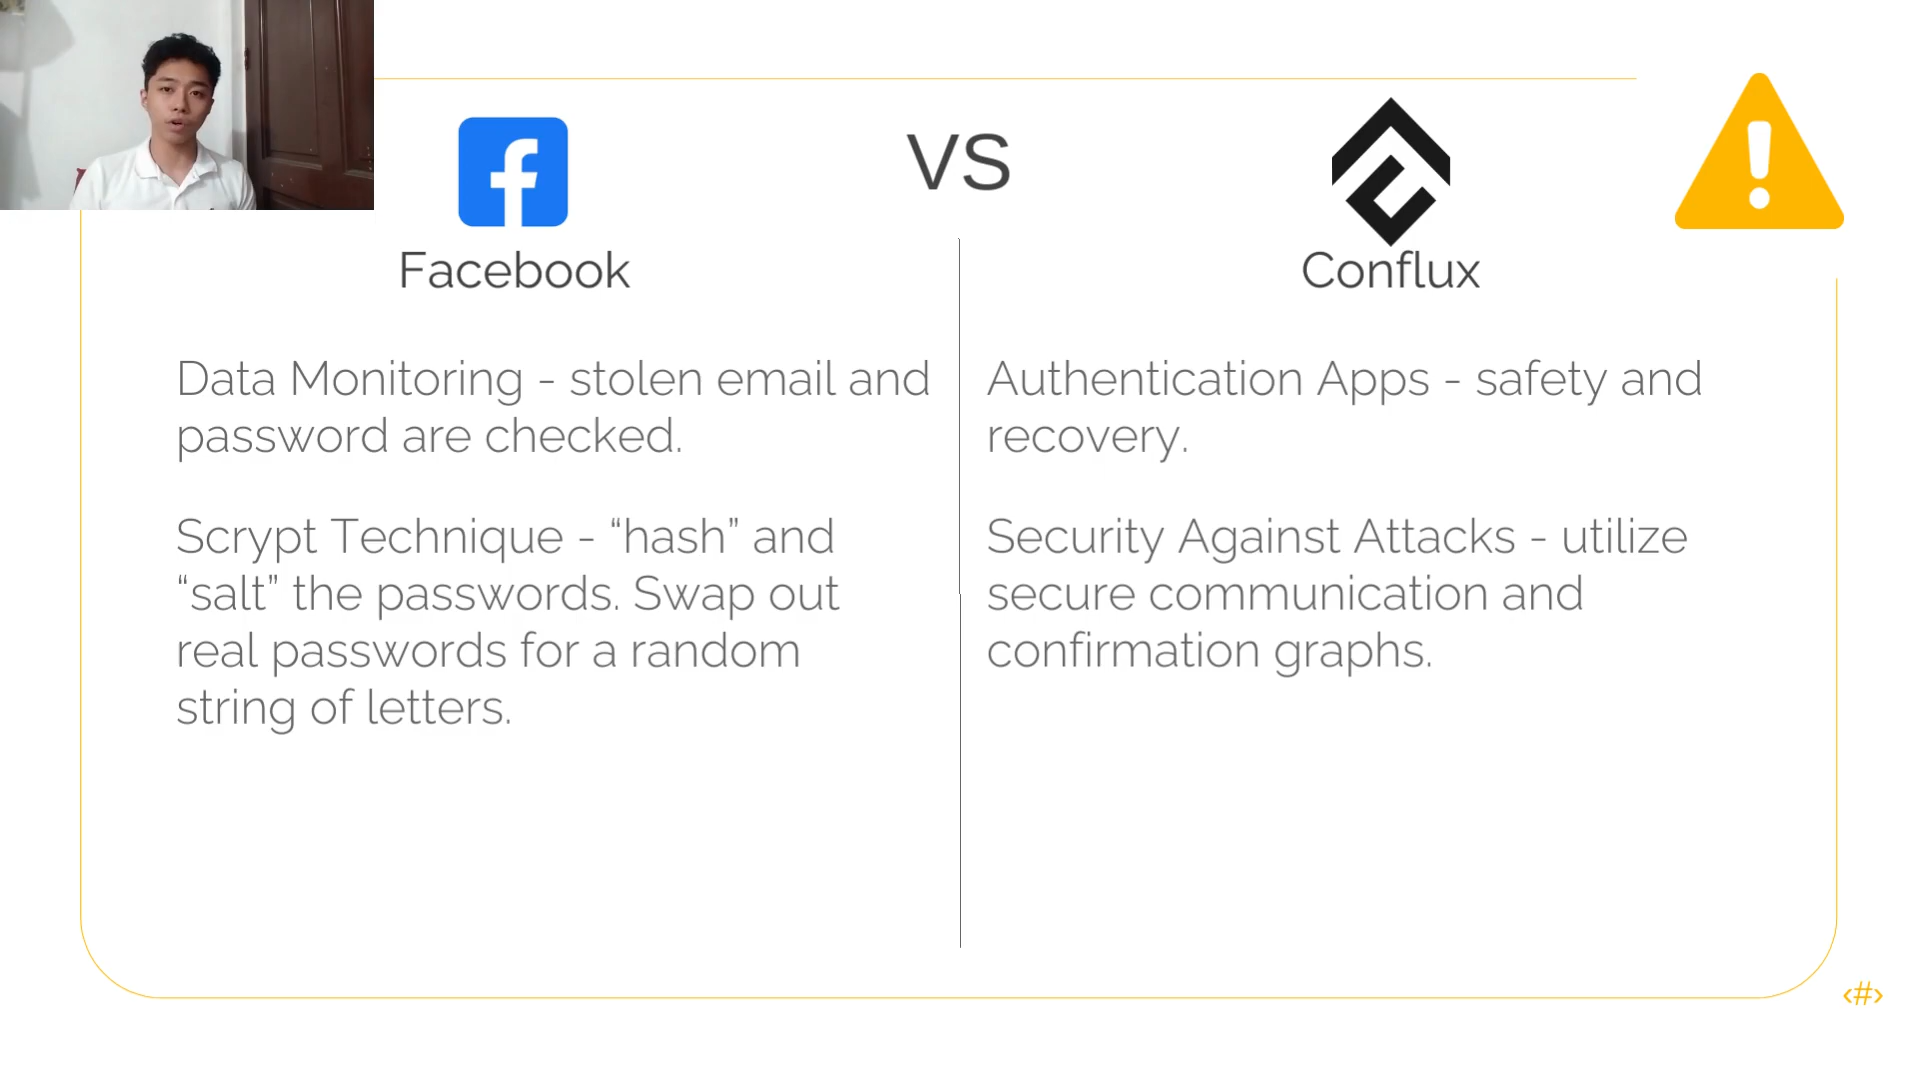 VS
Facebook
Conflux
Data Monitoring - stolen email and
password are checked.
Scrypt Technique - “hash” and
“salt” the passwords. Swap out
real passwords for a random
string of letters.
Authentication Apps - safety and
recovery.
Security Against Attacks - utilize
secure communication and
confirmation graphs.
‹#›